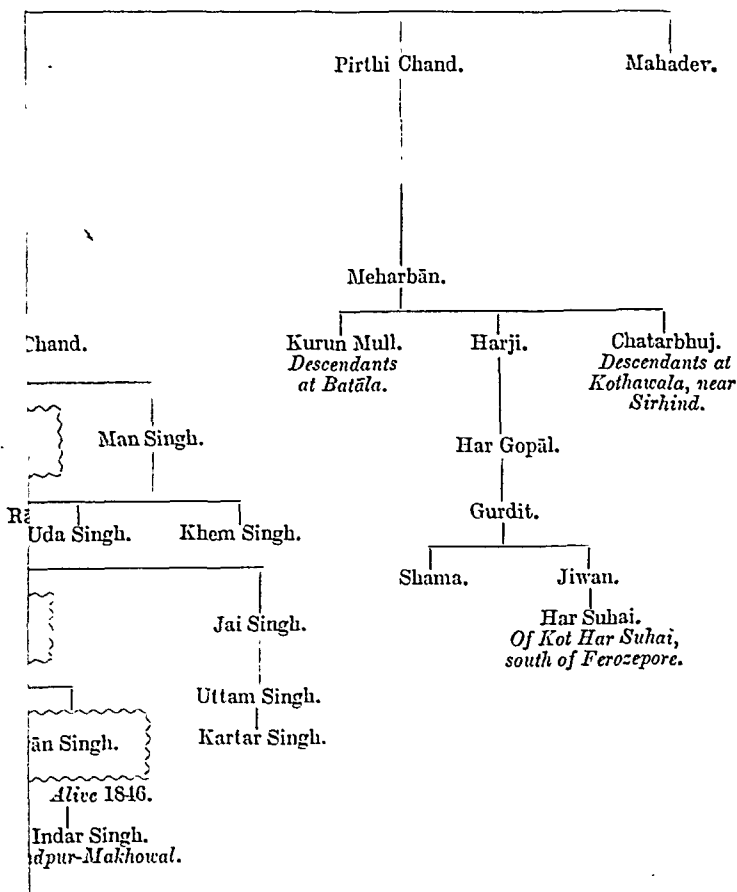 Pirthi Chand.
Mahadev.
Meharbān.
Chand.
Kurun Mull.
Descendants
at Batāla.
Harji.
Chatarbhuj.
Descendants at
Kothawala, near
Sirhind.
Man Singh.
Har Gopāl.
Uda Singh.
Khem Singh.
Gurdit.
Shama.
Jiwan.
Jai Singh.
Har Suhai.
Of Kot Har Suhai,
south of Ferozepore.
Uttam Singh.
Kartar Singh.
ān Singh.
Alive 1846.
Indar Singh.
dpur-Makhowal.